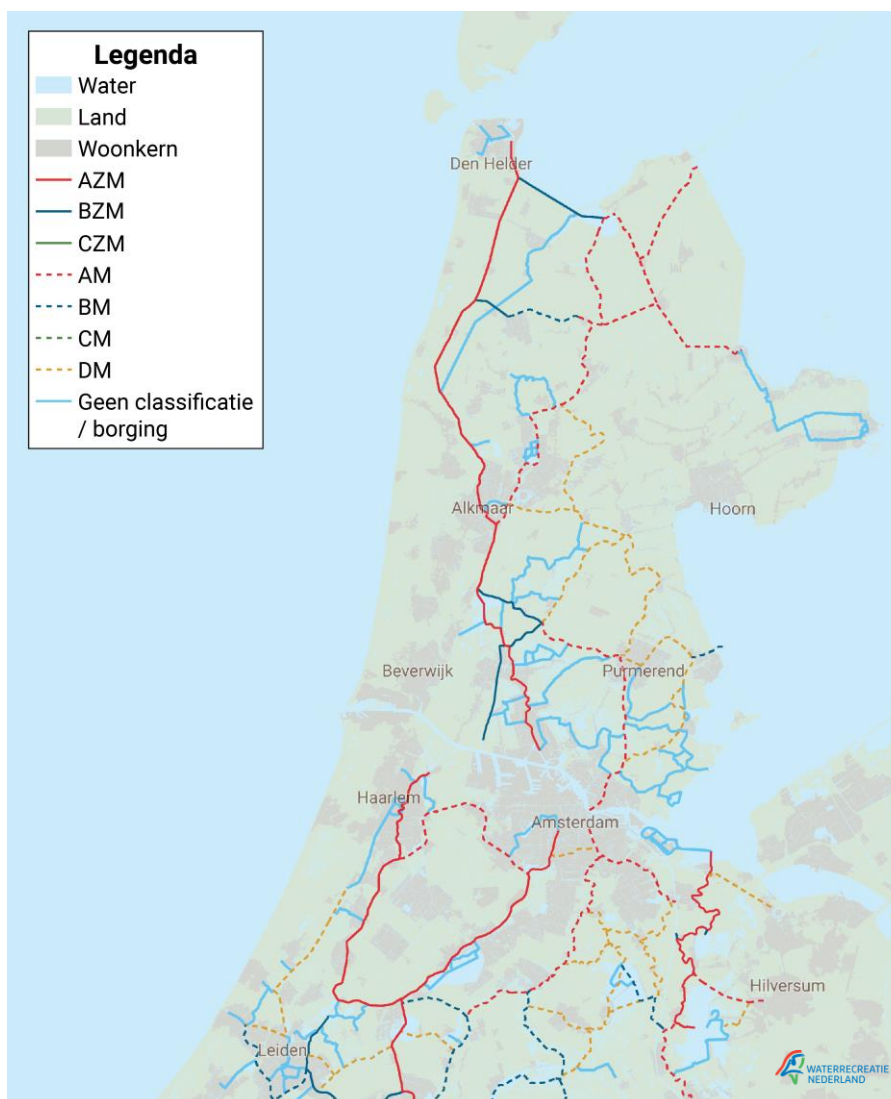 Legenda
Water
Land
Woonkern
AZM
BZM
CZM
AM
BM
CM
DM
Geen classificatie
/ borging
Den Helder
Alkmaar
Hoorn
Beverwijk
Purmerend
Haarlem
Amsterdam
Hilversum
Leiden
WATERRECREATIE
NEDERLAND